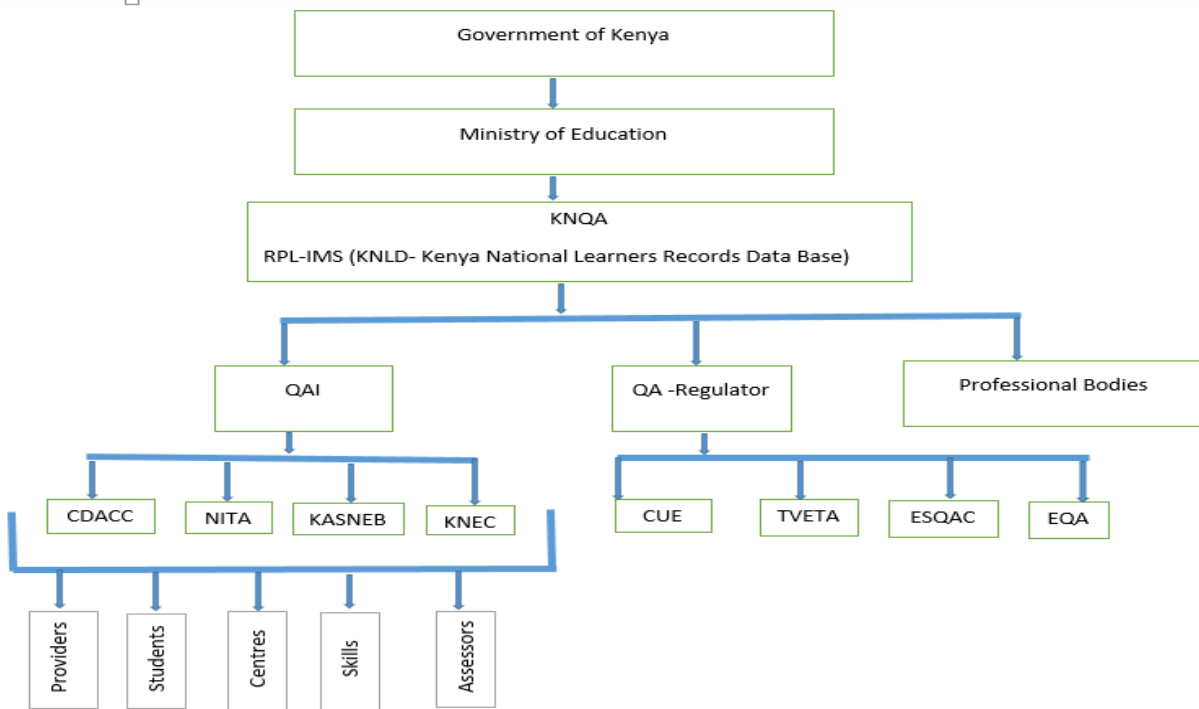 Government of Kenya
Ministry of Education
KNQA
RPL-IMS (KNLD- Kenya National Learners Records Data Base)
QAI
QA -Regulator
Professional Bodies
CDACC
NITA
KASNEB
KNEC
CUE
TVETA
ESQAC
EQA
Providers
Students
Centres
Skills
Assessors